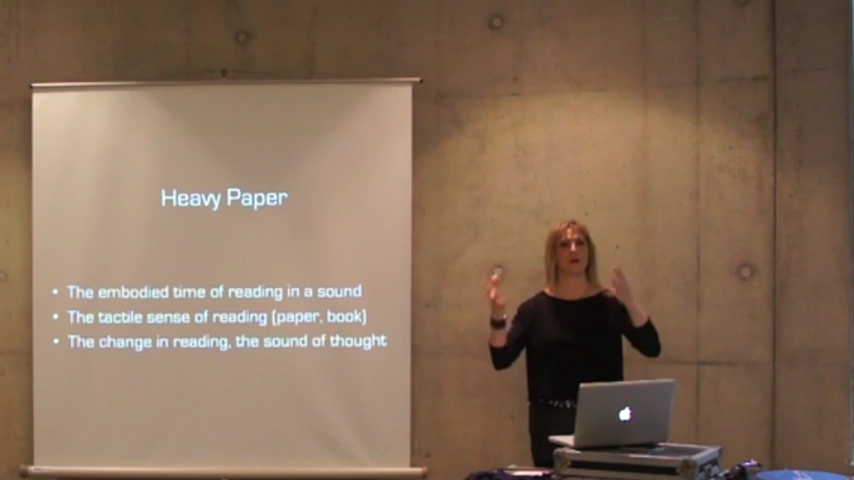 Heavy Paper
• The embodied time of reading in a sound
• The tactile sense of reading (paper, book)
• The change in reading, the sound of thought